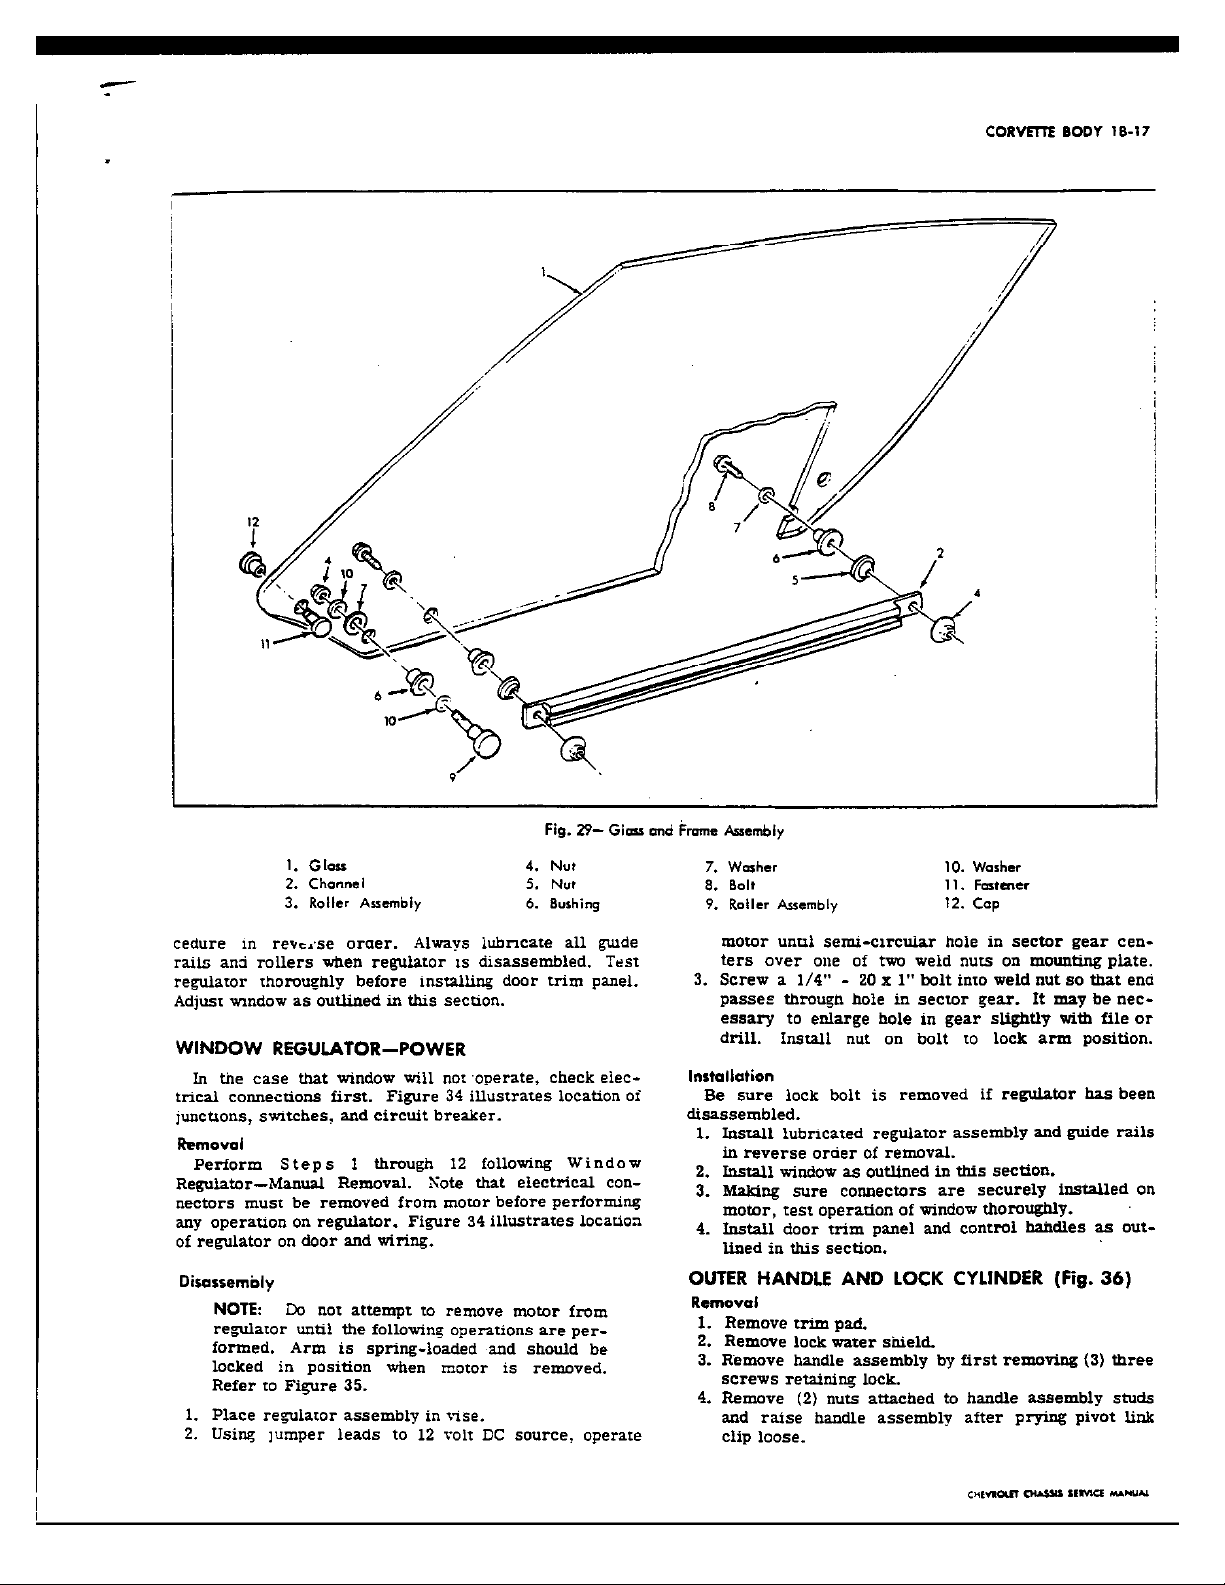 CORVETTE BODY 1B-17
1
12
4
10
7
11
6
10
9
8
7
6
5
2
4
Fig. 29— Glass and Frame Assembly
1. Glass
2. Channel
3. Roller Assembly
4. Nut
5. Nut
6. Bushing
7. Washer
8. Bolt
9. Roller Assembly
10. Washer
11. Fastener
12. Cap
cedure in reverse order. Always lubricate all guide
rails and rollers when regulator is disassembled. Test
regulator thoroughly before installing door trim panel.
Adjust window as outlined in this section.
WINDOW REGULATOR—POWER
In the case that window will not operate, check elec-
trical connections first. Figure 34 illustrates location of
junctions, switches, and circuit breaker.
Removal
Perform Steps 1 through 12 following Window
Regulator—Manual Removal. Note that electrical con-
nectors must be removed from motor before performing
any operation on regulator. Figure 34 illustrates location
of regulator on door and wiring.
Disassembly
NOTE: Do not attempt to remove motor from
regulator until the following operations are per-
formed. Arm is spring-loaded and should be
locked in position when motor is removed.
Refer to Figure 35.
1. Place regulator assembly in vise.
2. Using jumper leads to 12 volt DC source, operate
motor until semi-circular hole in sector gear cen-
ters over one of two weld nuts on mounting plate.
3. Screw a 1/4" - 20 x 1" bolt into weld nut so that end
passes through hole in sector gear. It may be nec-
essary to enlarge hole in gear slightly with file or
drill. Install nut on bolt to lock arm position.
Installation
Be sure lock bolt is removed if regulator has been
disassembled.
1. Install lubricated regulator assembly and guide rails
in reverse order of removal.
2. Install window as outlined in this section.
3. Making sure connectors are securely installed on
motor, test operation of window thoroughly.
4. Install door trim panel and control handles as out-
lined in this section.
OUTER HANDLE AND LOCK CYLINDER (Fig. 36)
Removal
1. Remove trim pad.
2. Remove lock water shield.
3. Remove handle assembly by first removing (3) three
screws retaining lock.
4. Remove (2) nuts attached to handle assembly studs
and raise handle assembly after prying pivot link
clip loose.
CHEVROLET CHASSIS SERVICE MANUAL